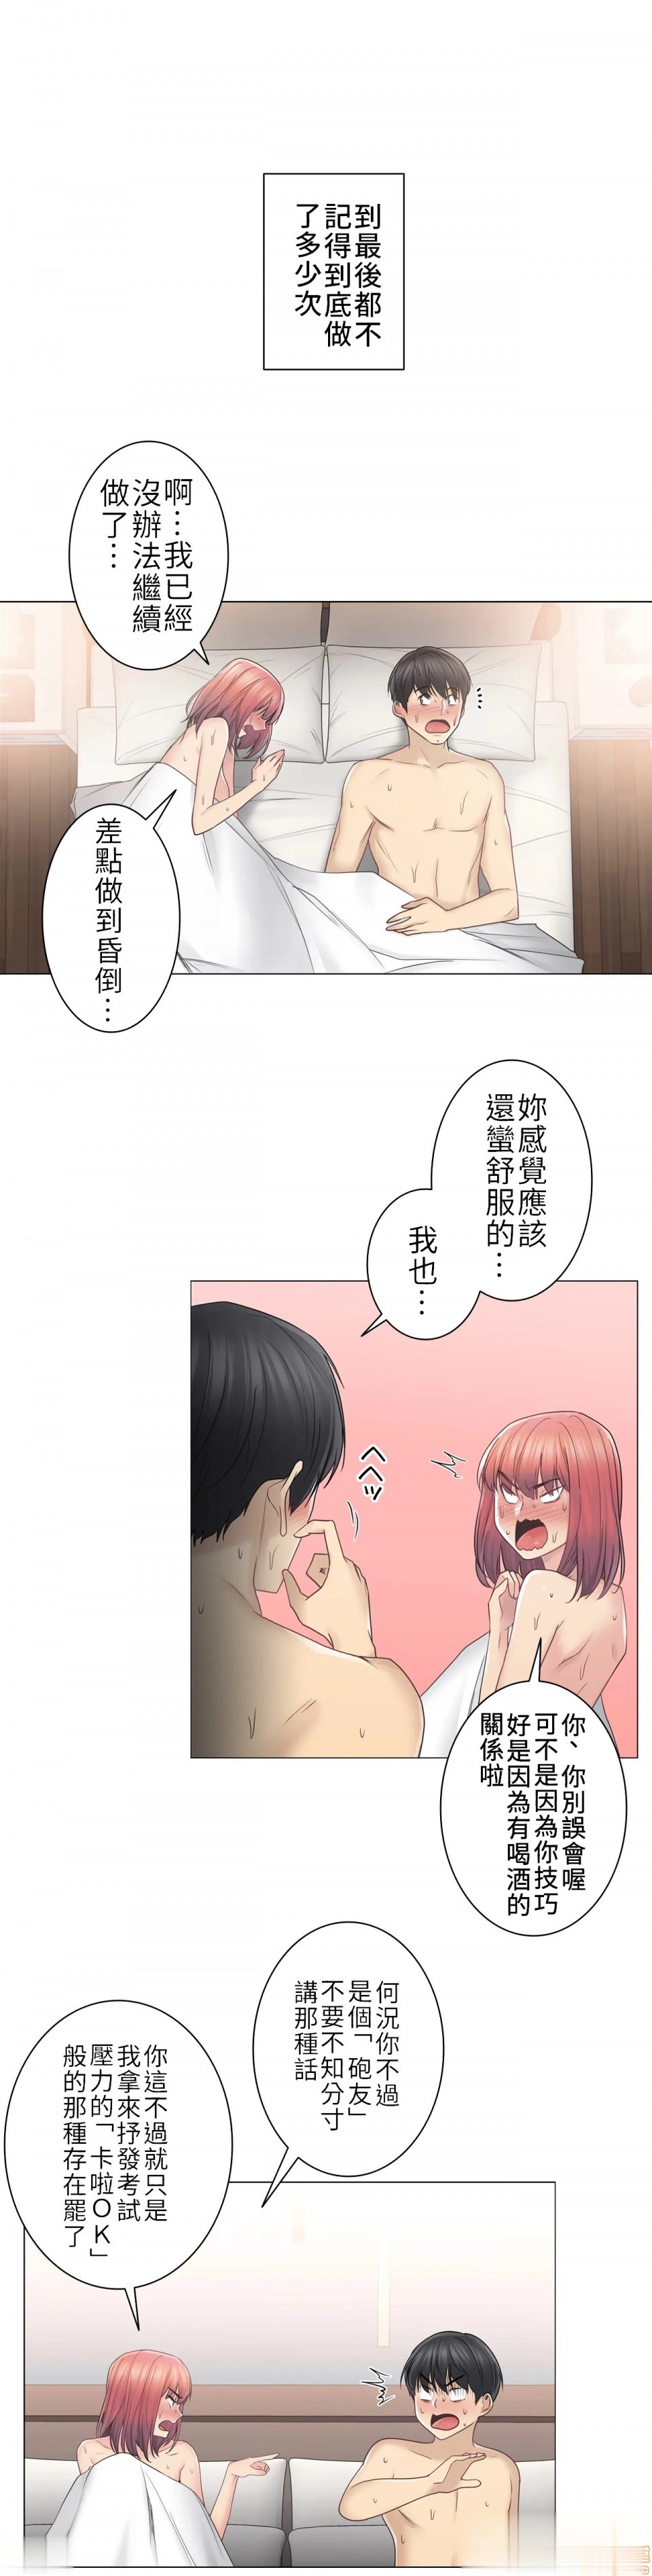 到最後都不
記得到底做
了多少次
啊⋯我已經
沒辦法繼續
做了⋯
差點做到昏倒⋯
妳感覺應該
還蠻舒服的⋯
我也⋯
へへッ
你、你別誤會喔
可不是因為你技巧
好是因為有喝酒的
關係啦
何況你不過
是個「砲友」
不要不知分寸
講那種話
你這不過就只是
我拿來抒發考試
壓力的「卡啦OK」
般的那種存在罷了